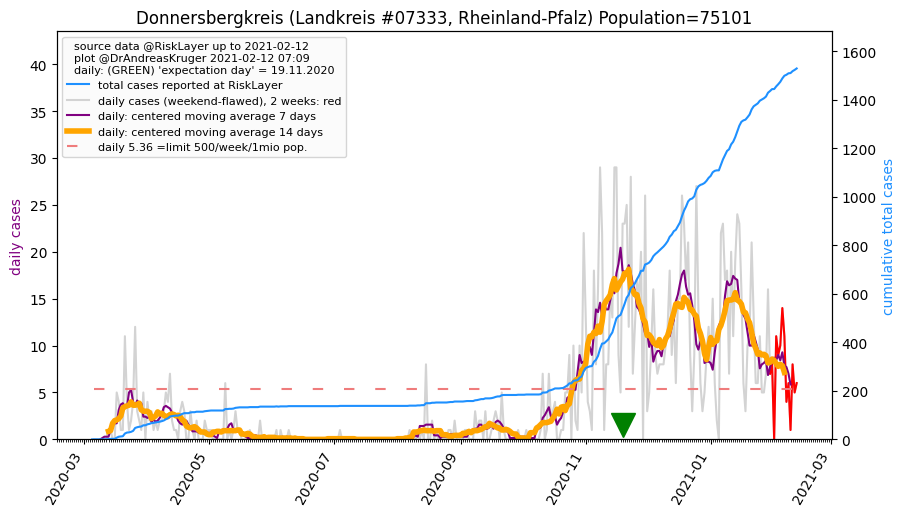 Donnersbergkreis (Landkreis #07333, Rheinland-Pfalz) Population=75101
source data @RiskLayer up to 2021-02-12
plot @DrAndreasKruger 2021-02-12 07:09
daily: (GREEN) 'expectation day' = 19.11.2020
total cases reported at RiskLayer
daily cases (weekend-flawed), 2 weeks: red
daily: centered moving average 7 days
daily: centered moving average 14 days
daily 5.36 =limit 500/week/1mio pop.
daily cases
40
35
30
25
20
15
10
5
0
cumulative total cases
1600
1400
1200
1000
800
600
400
200
0
2020-03
2020-05
2020-07
2020-09
2020-11
2021-01
2021-03